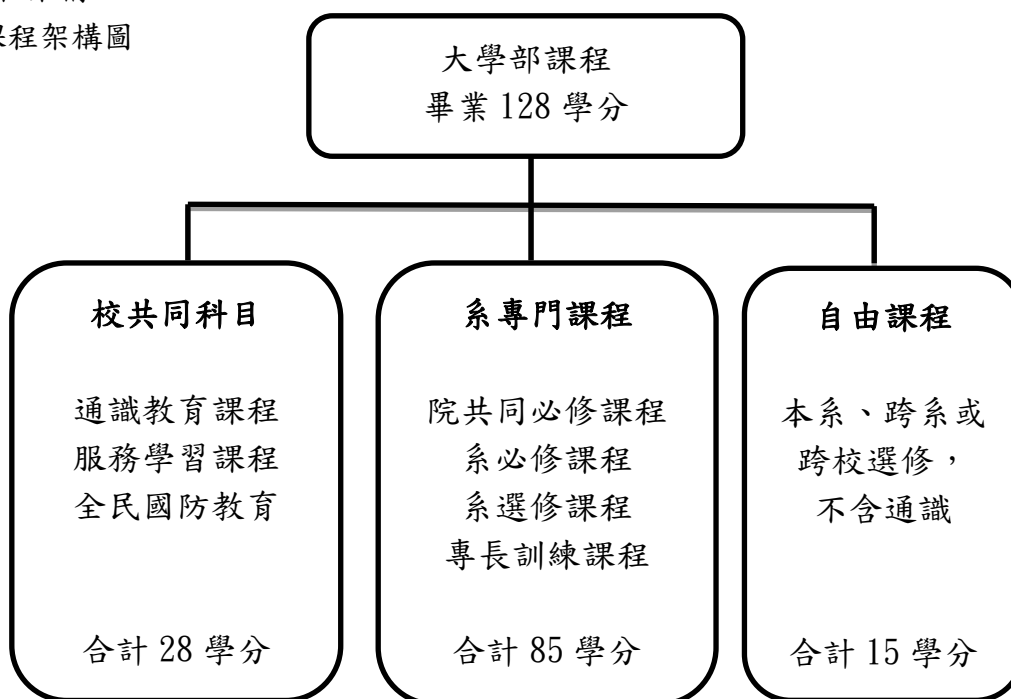 程架構圖
大學部課程
畢業 128 學分
校共同科目
通識教育課程
服務學習課程
全民國防教育
合計 28 學分
系專門課程
院共同必修課程
系必修課程
系選修課程
專長訓練課程
合計 85 學分
自由課程
本系、跨系或
跨校選修，
不含通識
合計 15 學分